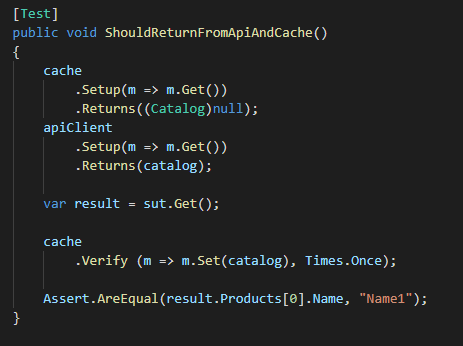 [Test]
public void ShouldReturnFromApiAndCache()
{
    cache
        .Setup(m => m.Get())
        .Returns((Catalog)null);
    apiClient
        .Setup(m => m.Get())
        .Returns(catalog);

    var result = sut.Get();

    cache
        .Verify (m => m.Set(catalog), Times.Once);

    Assert.AreEqual(result.Products[0].Name, "Name1");
}